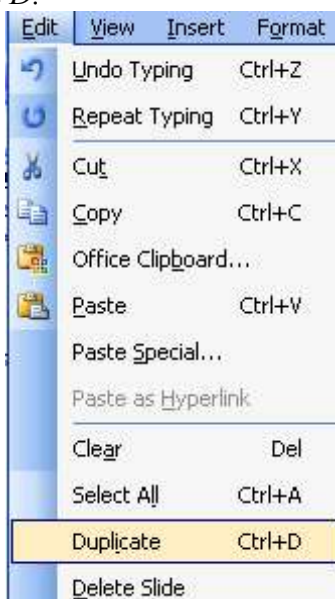 D.
Edit View Insert Format
Undo Typing Ctrl+Z
Repeat Typing Ctrl+Y
Cut Ctrl+X
Copy Ctrl+C
Office Clipboard...
Paste Ctrl+V
Paste Special...
Paste as Hyperlink
Clear Del
Select All Ctrl+A
Duplicate Ctrl+D
Delete Slide